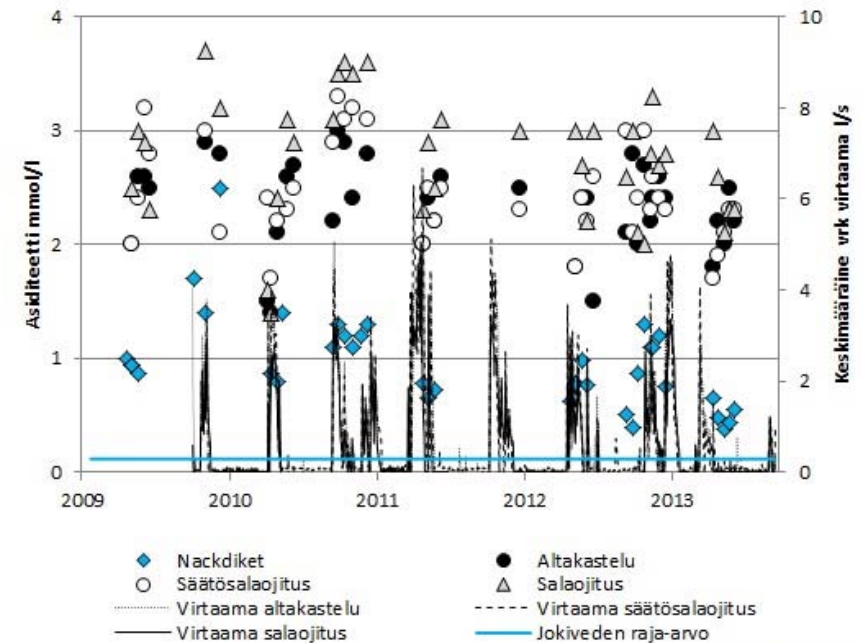 4
3
2
1
0
Asiditeetti mmol/l
10
8
6
4
2
0
Keskimääräine vrk virtaama l/s
2009 2010 2011 2012 2013
Nackdiket Altakastelu
Säätösalaojitus Salaojitus
Virtaama altakastelu Virtaama säätösalaojitus
Virtaama salaojitus Jokiveden raja-arvo